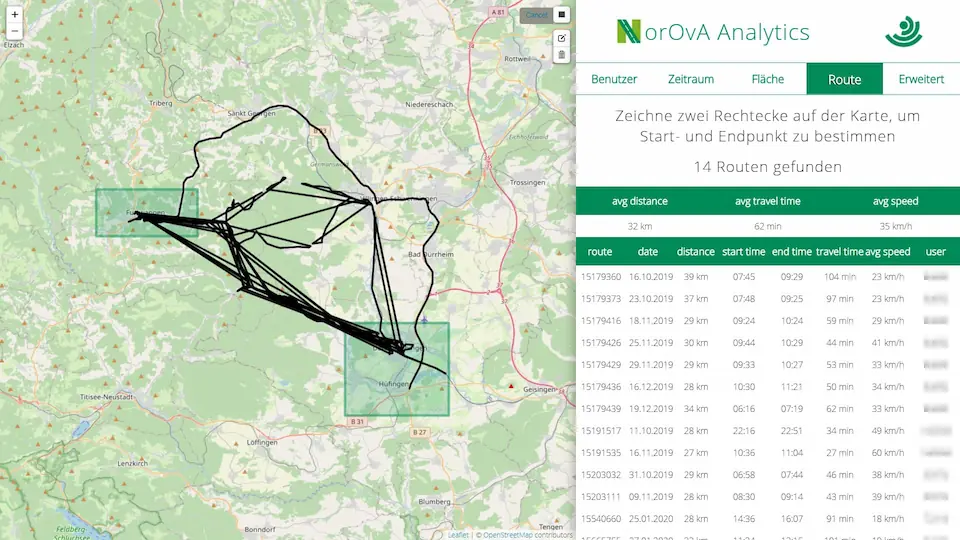 +
−
Cancel
A 81
Elzach
Rottweil
Triberg
Niedereschach
Sankt Georgen
B 33
Eichhoferwald
Trossingen
Bad Dürrheim
Hüfingen
Geisingen
Titisee-Neustadt
B 31
B 27
Löffingen
Lenzkirch
Blumberg
Feldberg
Bonndorf
Tengen
Leaflet | © OpenStreetMap contributors
NorOvA Analytics
Benutzer Zeitraum Fläche Route Erweitert
Zeichne zwei Rechtecke auf der Karte, um
Start- und Endpunkt zu bestimmen
14 Routen gefunden
avg distance avg travel time avg speed
32 km 62 min 35 km/h
route date distance start time end time travel time avg speed user
15179360 16.10.2019 39 km 07:45 09:29 104 min 23 km/h
15179373 23.10.2019 37 km 07:48 09:25 97 min 23 km/h
15179416 18.11.2019 29 km 09:24 10:24 59 min 29 km/h
15179426 25.11.2019 30 km 09:44 10:29 44 min 41 km/h
15179429 29.11.2019 29 km 09:33 10:27 53 min 33 km/h
15179436 16.12.2019 28 km 10:30 11:21 50 min 34 km/h
15179439 19.12.2019 34 km 06:16 07:19 62 min 33 km/h
15191517 11.10.2019 28 km 22:16 22:51 34 min 49 km/h
15191535 16.11.2019 27 km 10:36 11:04 27 min 60 km/h
15203032 31.10.2019 29 km 06:58 07:44 46 min 38 km/h
15203111 09.11.2019 28 km 08:30 09:14 43 min 39 km/h
15540660 25.01.2020 28 km 14:36 16:07 91 min 18 km/h